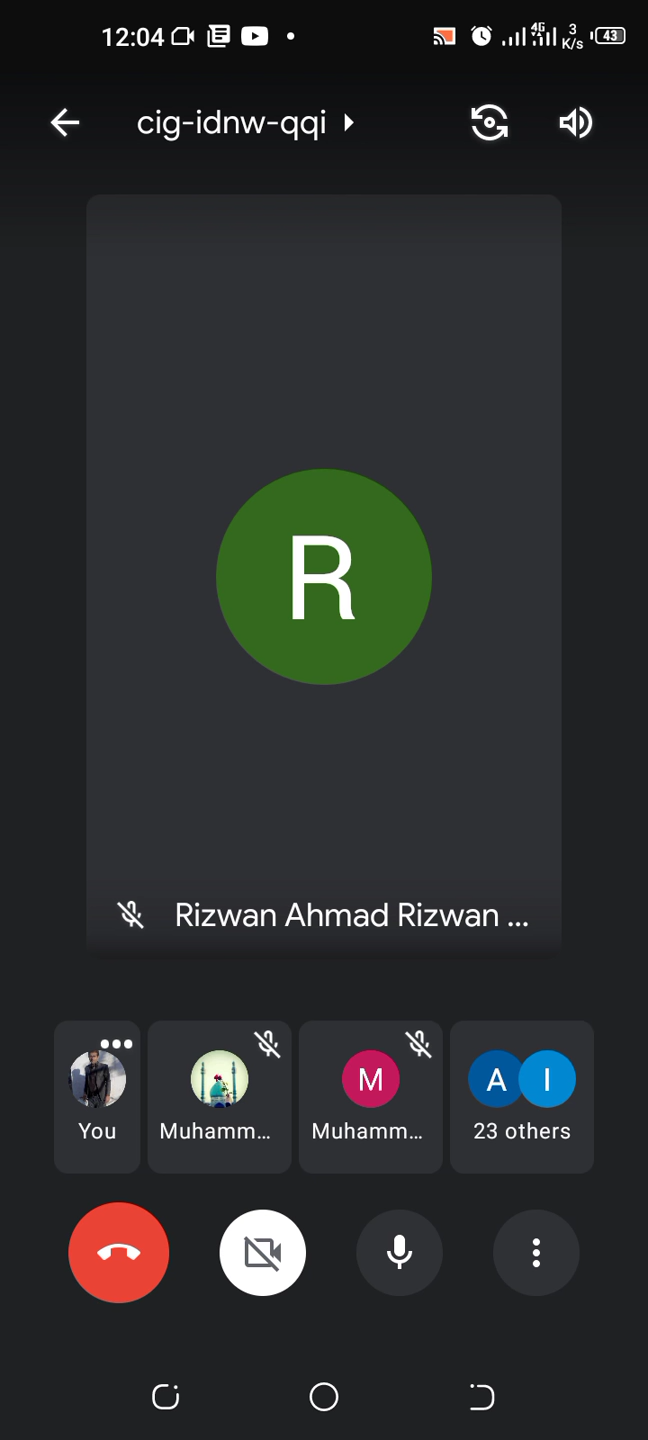 12:04 4G 3 K/s 43
cig-idnw-qqi
R
Rizwan Ahmad Rizwan ...
M A I
You Muhamm... Muhamm... 23 others